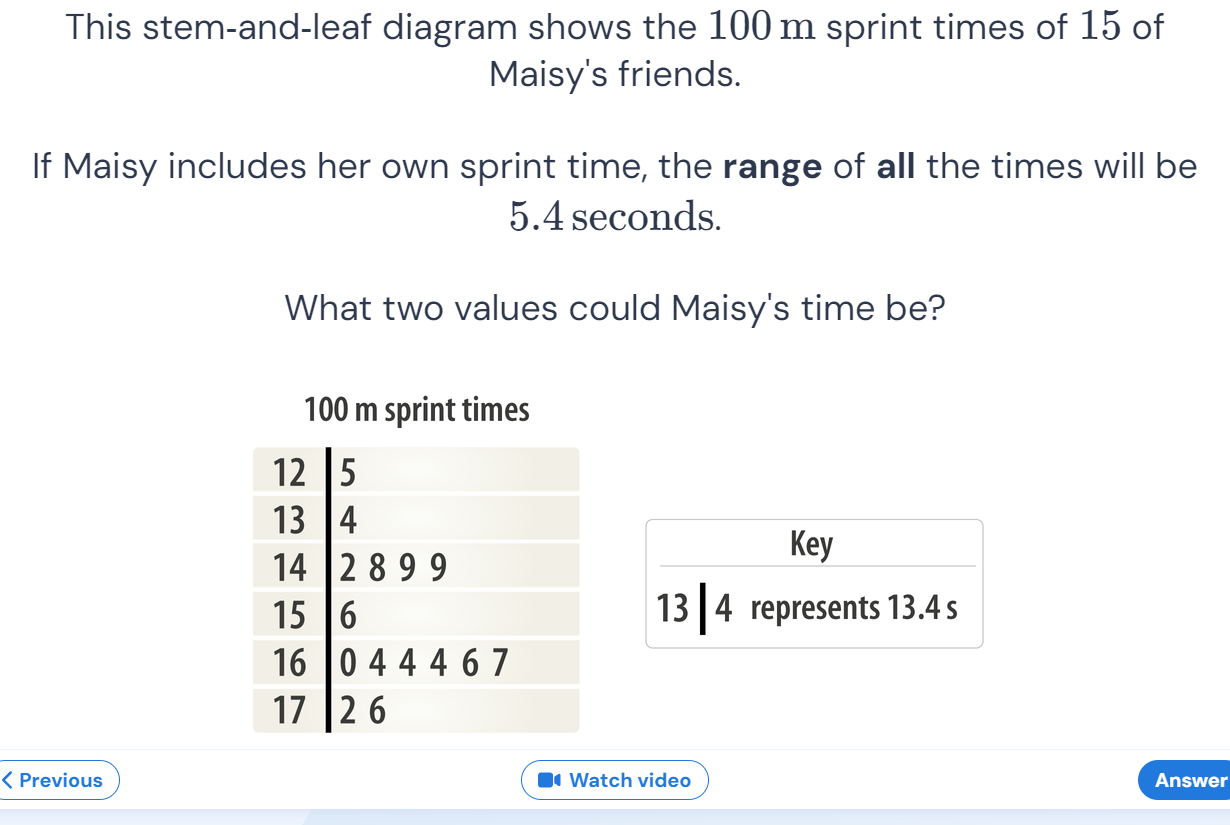 This stem-and-leaf diagram shows the 100 m sprint times of 15 of
Maisy's friends.
If Maisy includes her own sprint time, the range of all the times will be
5.4 seconds.
What two values could Maisy's time be?
100 m sprint times
12 | 5
13 | 4
14 | 2 8 9 9
15 | 6
16 | 0 4 4 4 6 7
17 | 2 6
Key
13 | 4 represents 13.4 s
< Previous
Watch video
Answer